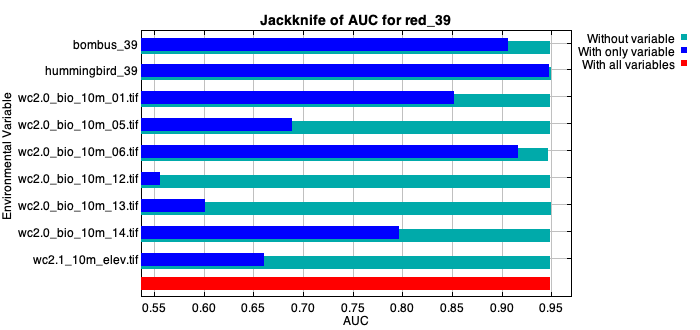 Jackknife of AUC for red_39
Without variable
With only variable
With all variables
Environmental Variable
bombus_39
hummingbird_39
wc2.0_bio_10m_01.tif
wc2.0_bio_10m_05.tif
wc2.0_bio_10m_06.tif
wc2.0_bio_10m_12.tif
wc2.0_bio_10m_13.tif
wc2.0_bio_10m_14.tif
wc2.1_10m_elev.tif
0.55 0.60 0.65 0.70 0.75 0.80 0.85 0.90 0.95
AUC